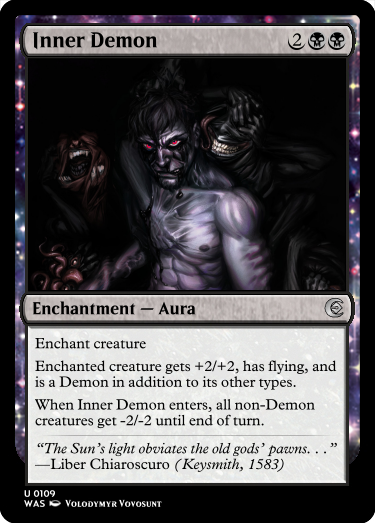 Inner Demon 2
Enchantment — Aura
Enchant creature
Enchanted creature gets +2/+2, has flying, and
is a Demon in addition to its other types.
When Inner Demon enters, all non-Demon
creatures get -2/-2 until end of turn.
“The Sun's light obviates the old gods' pawns. . .”
—Liber Chiaroscuro (Keysmith, 1583)
U 0109
WAS Volodymyr Vovosunt